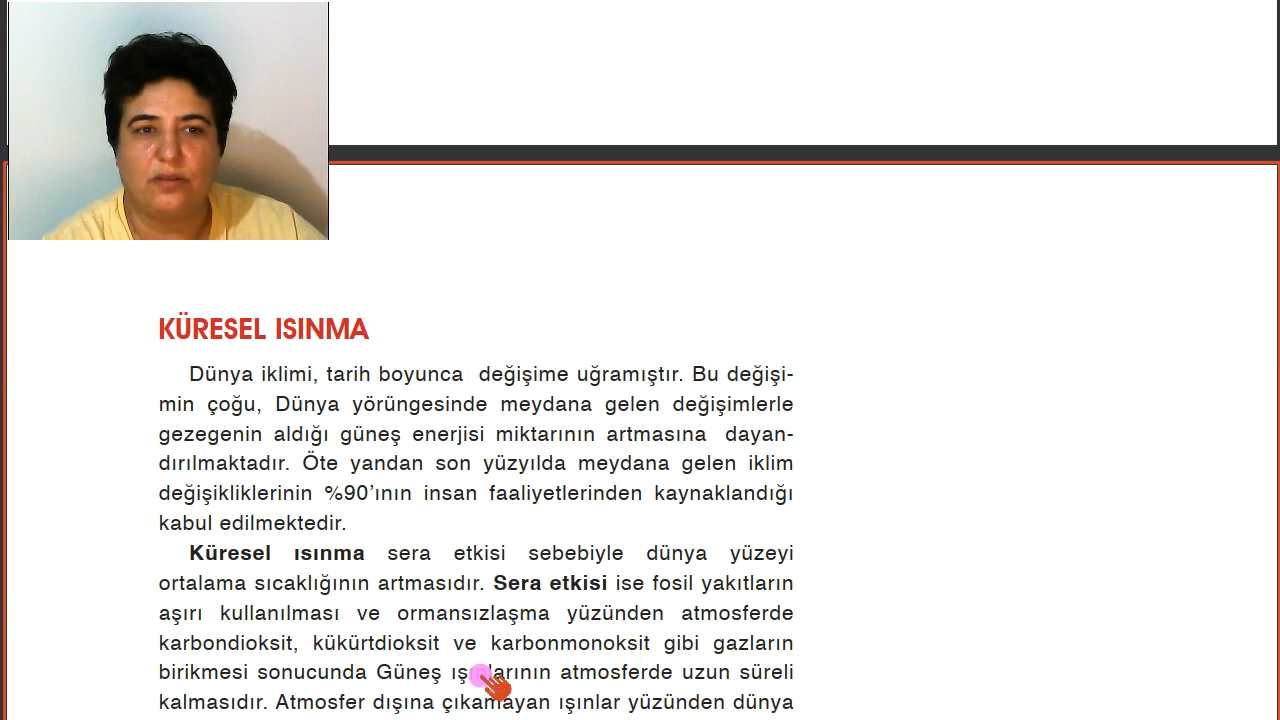 KÜRESEL ISINMA
Dünya iklimi, tarih boyunca değişime uğramıştır. Bu değişi-
min çoğu, Dünya yörüngesinde meydana gelen değişimlerle
gezegenin aldığı güneş enerjisi miktarının artmasına dayan-
dırılmaktadır. Öte yandan son yüzyılda meydana gelen iklim
değişikliklerinin %90’ının insan faaliyetlerinden kaynaklandığı
kabul edilmektedir.
Küresel ısınma sera etkisi sebebiyle dünya yüzeyi
ortalama sıcaklığının artmasıdır. Sera etkisi ise fosil yakıtların
aşırı kullanılması ve ormansızlaşma yüzünden atmosferde
karbondioksit, kükürtdioksit ve karbonmonoksit gibi gazların
birikmesi sonucunda Güneş ışınlarının atmosferde uzun süreli
kalmasıdır. Atmosfer dışına çıkamayan ışınlar yüzünden dünya